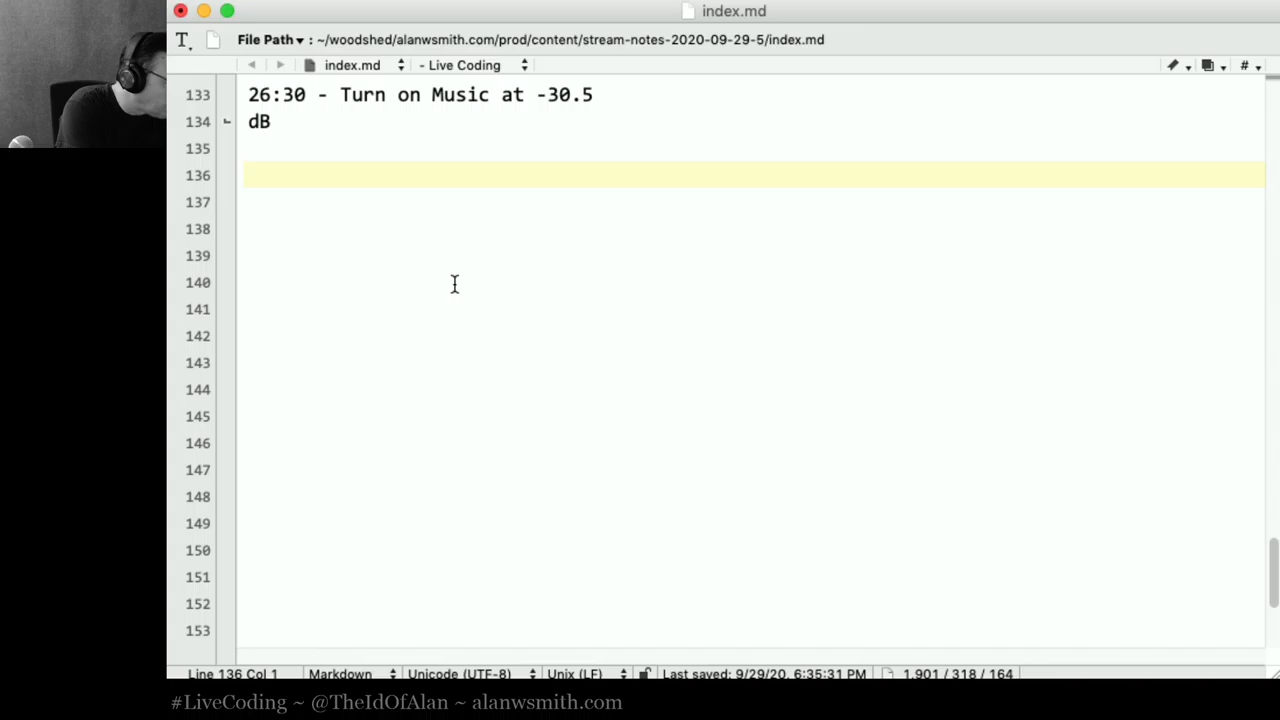 index.md
File Path : ~/woodshed/alanwsmith.com/prod/content/stream-notes-2020-09-29-5/index.md
index.md - Live Coding #
133 26:30 - Turn on Music at -30.5
134 dB
135
136
137
138
139
140
141
142
143
144
145
146
147
148
149
150
151
152
153
Line 136 Col 1 Markdown Unicode (UTF-8) Unix (LF) Last saved: 9/29/20, 6:35:31 PM 1,901 / 318 / 164
#LiveCoding ~ @TheIdOfAlan ~ alanwsmith.com